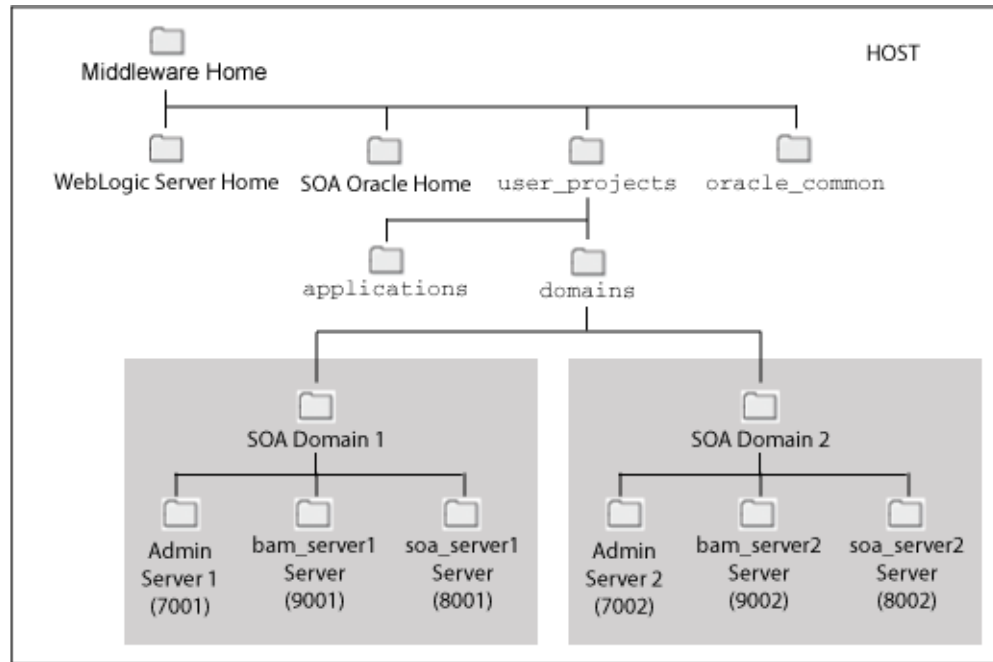 HOST
Middleware Home
WebLogic Server Home
SOA Oracle Home
user_projects
oracle_common
applications
domains
SOA Domain 1
Admin
Server 1
(7001)
bam_server1
Server
(9001)
soa_server1
Server
(8001)
SOA Domain 2
Admin
Server 2
(7002)
bam_server2
Server
(9002)
soa_server2
Server
(8002)